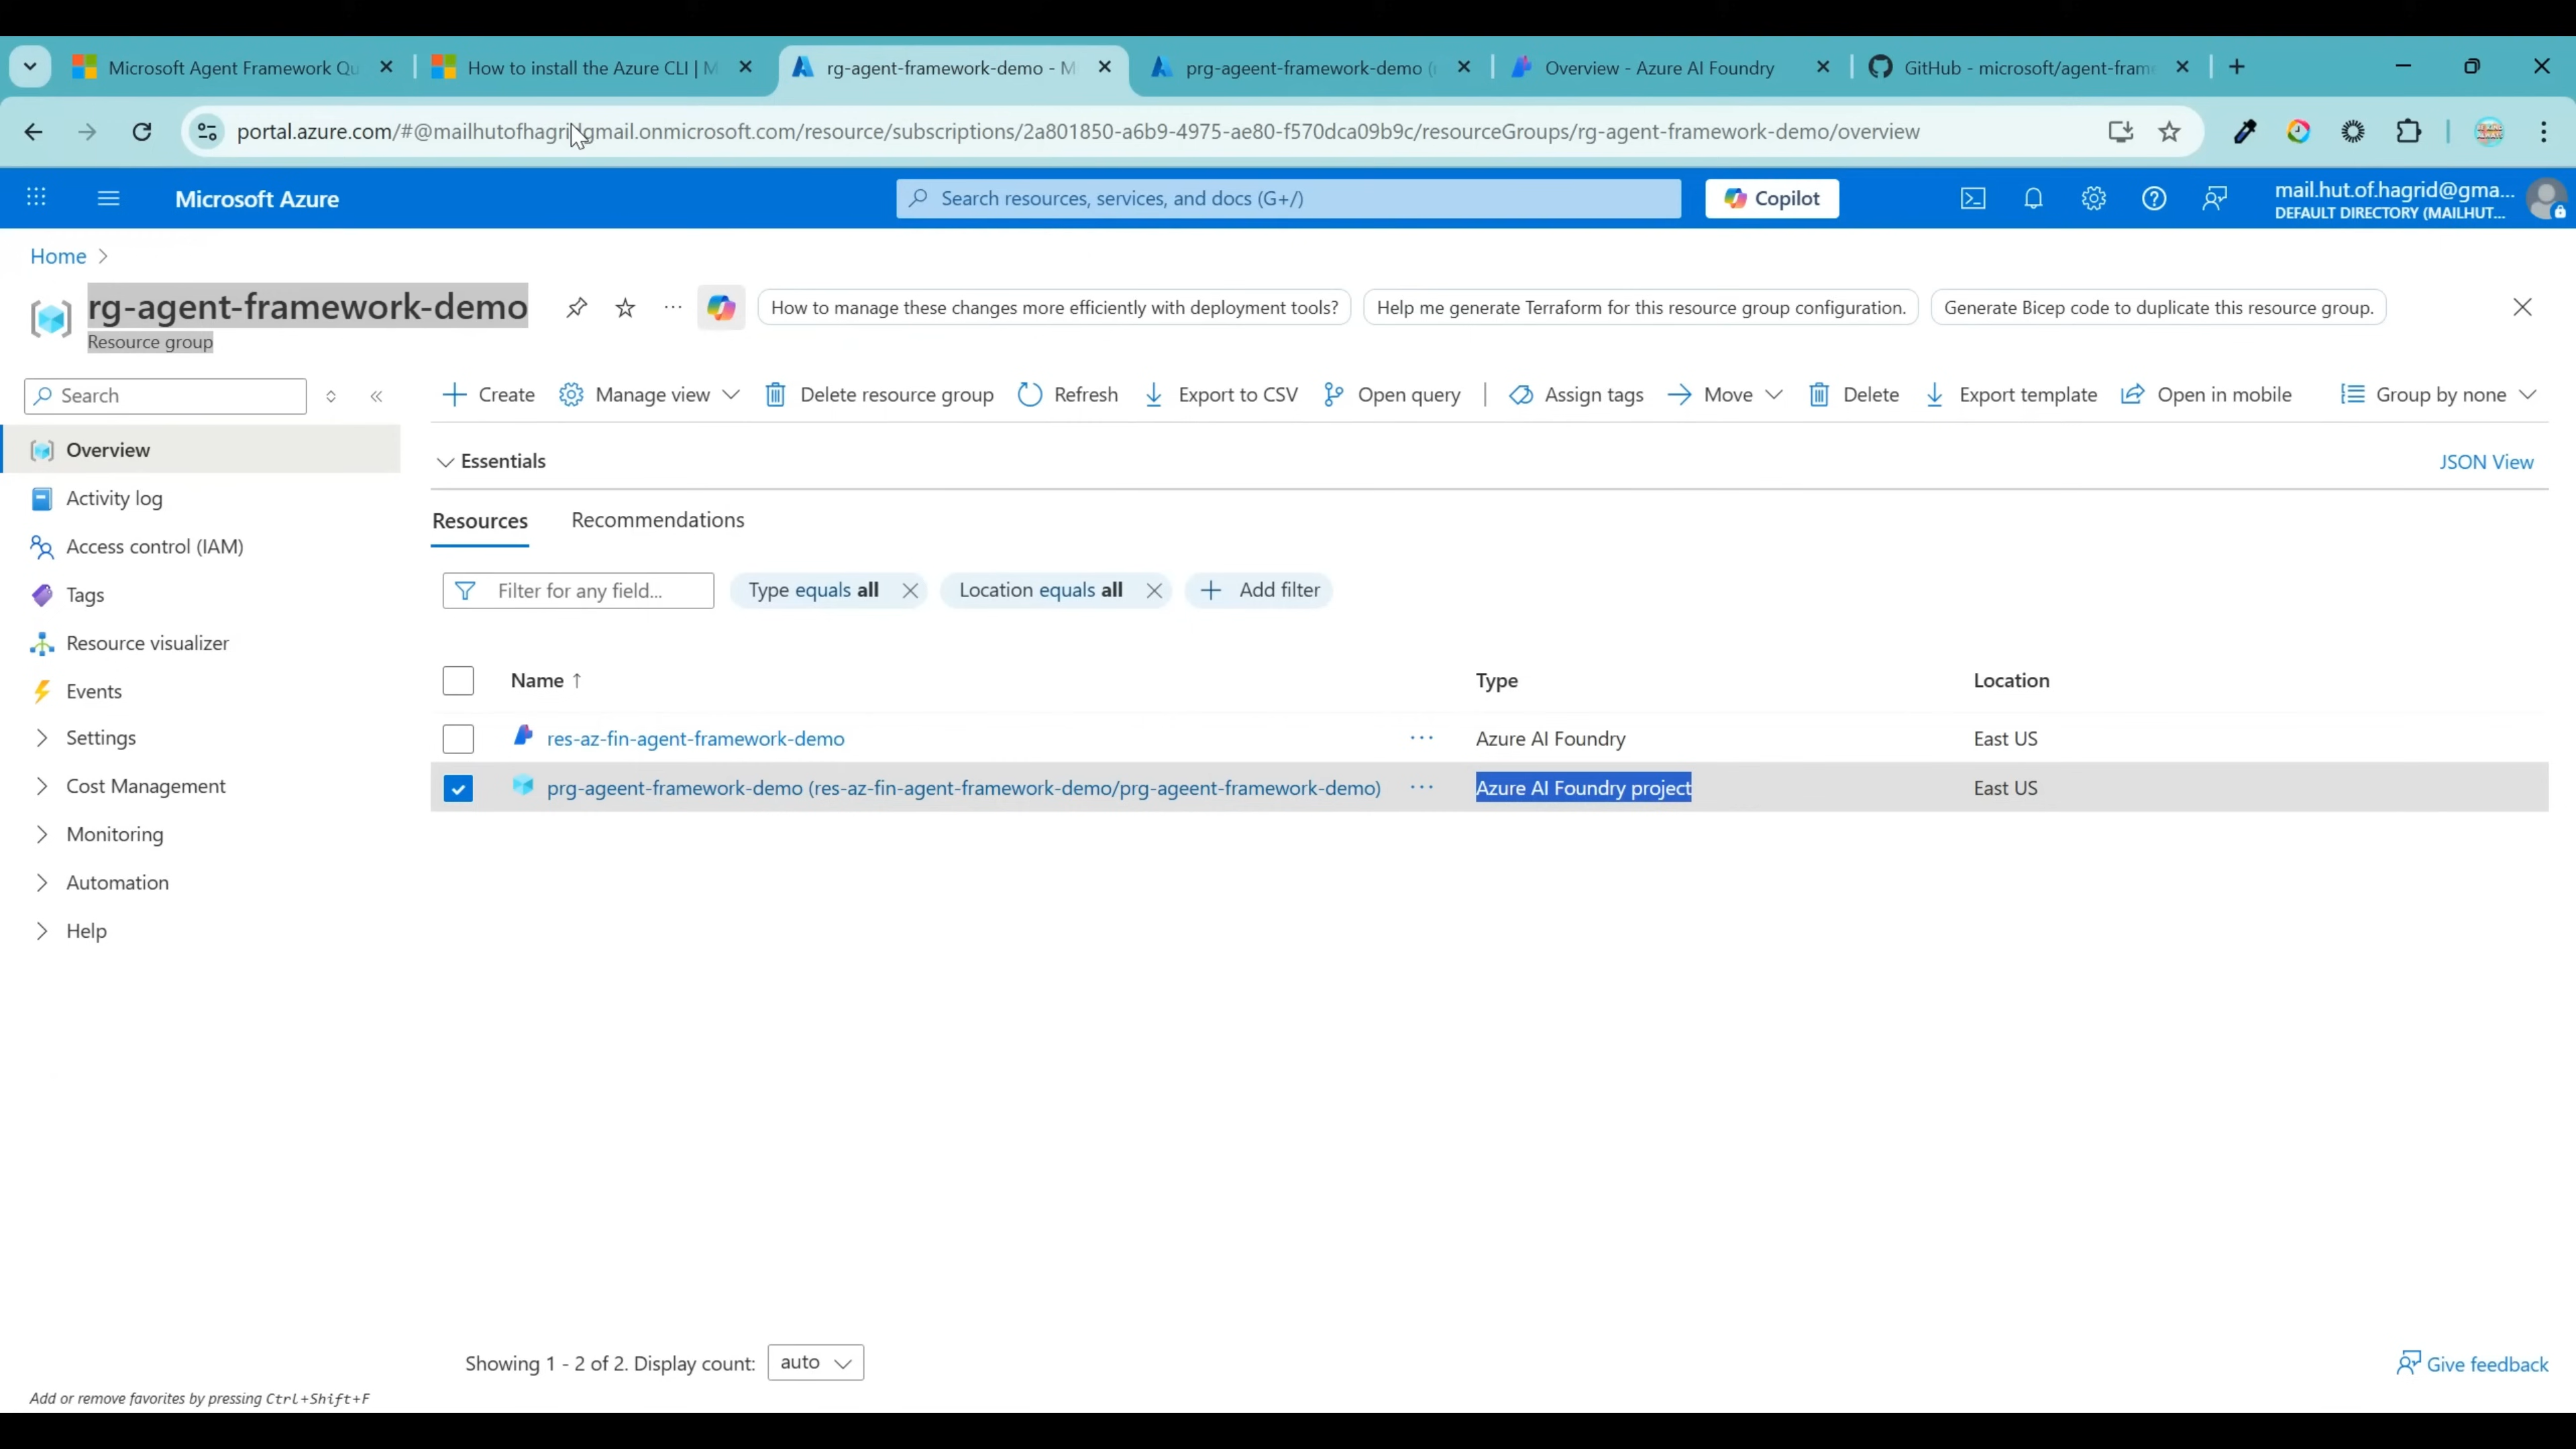 Microsoft Agent Framework Qu
How to install the Azure CLI | M
rg-agent-framework-demo - M
prg-ageent-framework-demo (
Overview - Azure AI Foundry
GitHub - microsoft/agent-fram
portal.azure.com/#@mailhutofhagridgmail.onmicrosoft.com/resource/subscriptions/2a801850-a6b9-4975-ae80-f570dca09b9c/resourceGroups/rg-agent-framework-demo/overview
Microsoft Azure
Search resources, services, and docs (G+/)
Copilot
mail.hut.of.hagrid@gma...
DEFAULT DIRECTORY (MAILHUT...
Home
rg-agent-framework-demo
Resource group
How to manage these changes more efficiently with deployment tools?
Help me generate Terraform for this resource group configuration.
Generate Bicep code to duplicate this resource group.
Search
Create
Manage view
Delete resource group
Refresh
Export to CSV
Open query
Assign tags
Move
Delete
Export template
Open in mobile
Group by none
Overview
Activity log
Access control (IAM)
Tags
Resource visualizer
Events
Settings
Cost Management
Monitoring
Automation
Help
Essentials
JSON View
Resources
Recommendations
Filter for any field...
Type equals all
Location equals all
Add filter
Name ↑
Type
Location
res-az-fin-agent-framework-demo
Azure AI Foundry
East US
prg-ageent-framework-demo (res-az-fin-agent-framework-demo/prg-ageent-framework-demo)
Azure AI Foundry project
East US
Showing 1 - 2 of 2. Display count:
auto
Give feedback
Add or remove favorites by pressing Ctrl+Shift+F